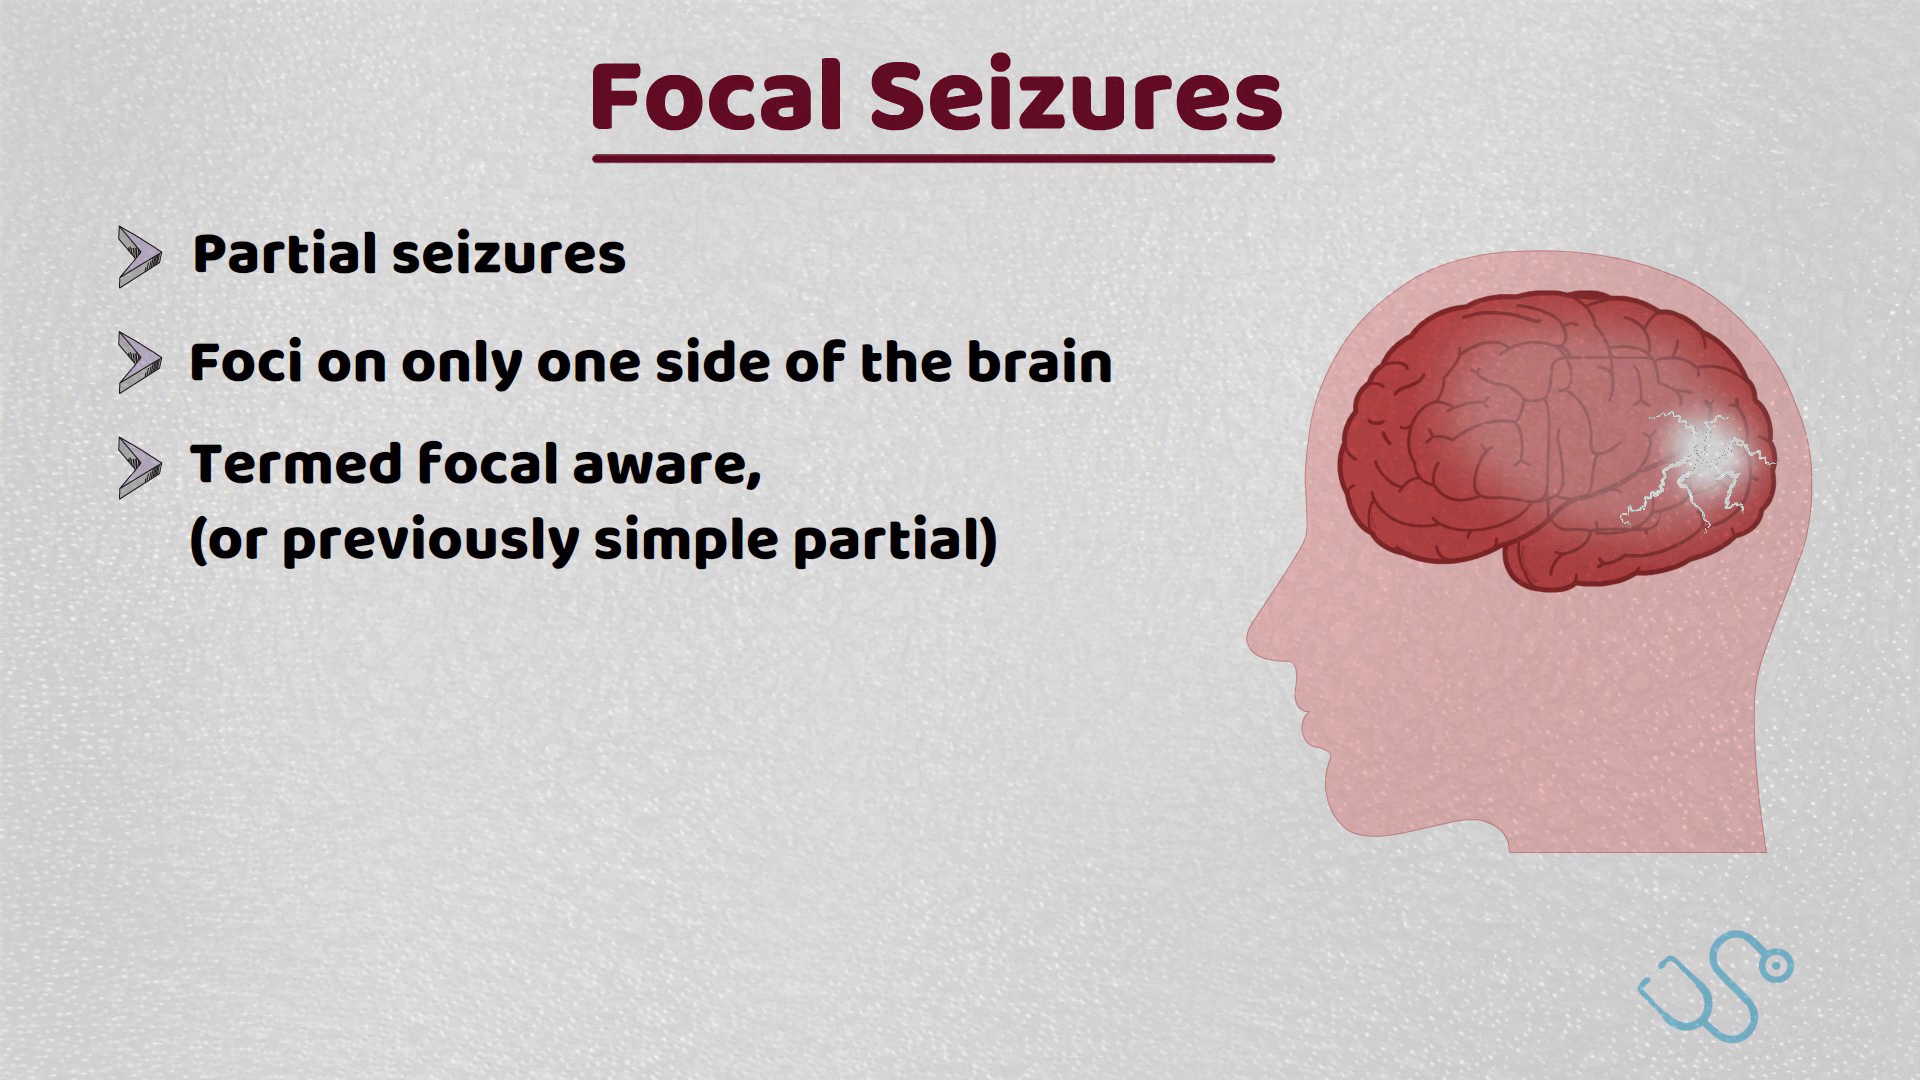 Focal Seizures
Partial seizures
Foci on only one side of the brain
Termed focal aware,
(or previously simple partial)